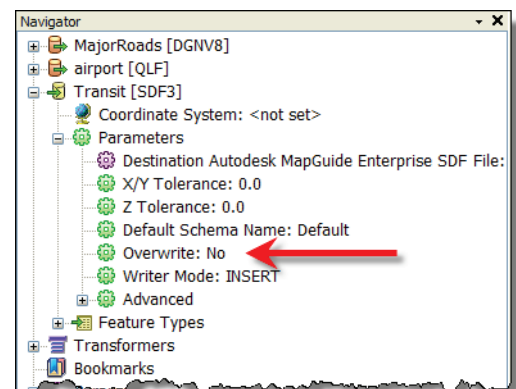 Navigator
MajorRoads [DGNV8]
airport [QLF]
Transit [SDF3]
Coordinate System: <not set>
Parameters
Destination Autodesk MapGuide Enterprise SDF File:
X/Y Tolerance: 0.0
Z Tolerance: 0.0
Default Schema Name: Default
Overwrite: No
Writer Mode: INSERT
Advanced
Feature Types
Transformers
Bookmarks